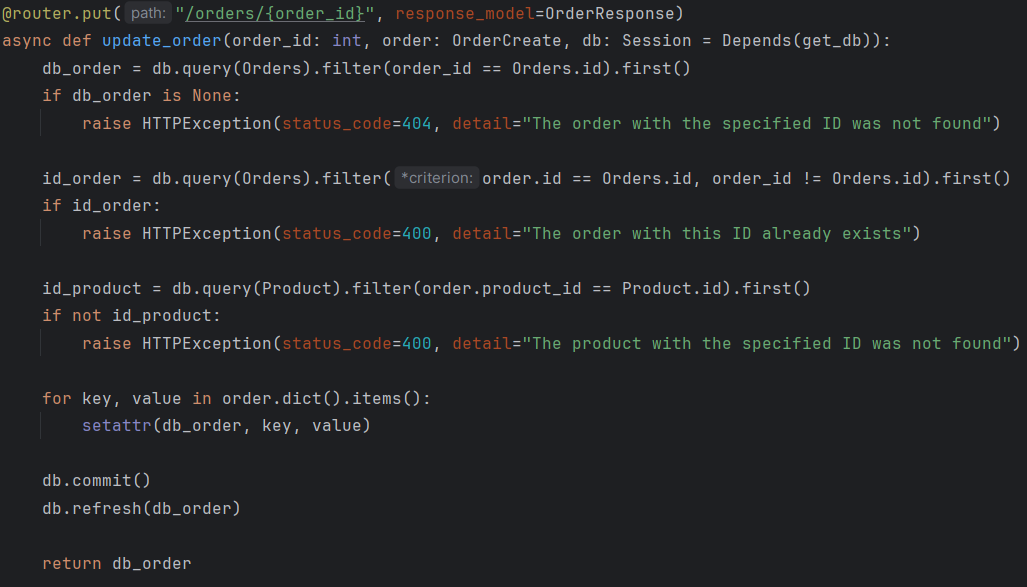 @router.put( path: "/orders/{order_id}", response_model=OrderResponse)
async def update_order(order_id: int, order: OrderCreate, db: Session = Depends(get_db)):
    db_order = db.query(Orders).filter(order_id == Orders.id).first()
    if db_order is None:
        raise HTTPException(status_code=404, detail="The order with the specified ID was not found")

    id_order = db.query(Orders).filter( *criterion: order.id == Orders.id, order_id != Orders.id).first()
    if id_order:
        raise HTTPException(status_code=400, detail="The order with this ID already exists")

    id_product = db.query(Product).filter(order.product_id == Product.id).first()
    if not id_product:
        raise HTTPException(status_code=400, detail="The product with the specified ID was not found")

    for key, value in order.dict().items():
        setattr(db_order, key, value)

    db.commit()
    db.refresh(db_order)

    return db_order